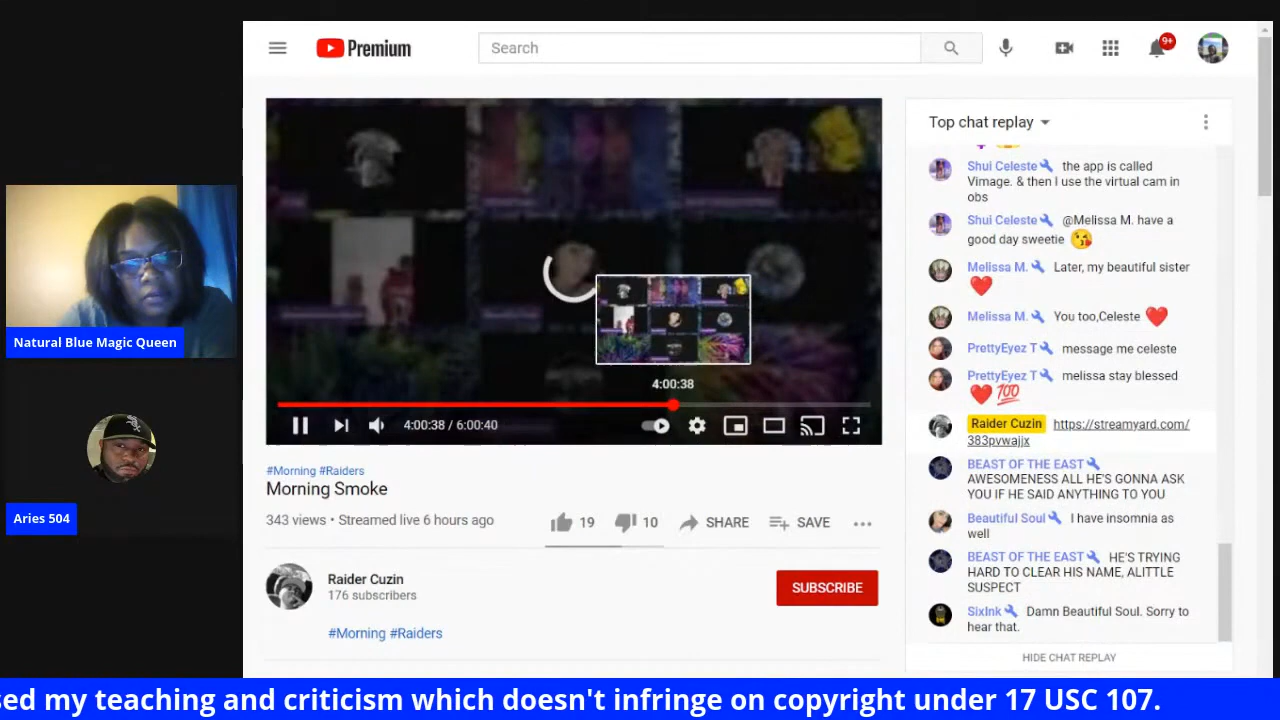 Premium
Search
9+
Top chat replay
Shui Celeste the app is called
Vimage. & then I use the virtual cam in
obs
Shui Celeste @Melissa M. have a
good day sweetie
Melissa M. Later, my beautiful sister
Melissa M. You too,Celeste
PrettyEyez T message me celeste
PrettyEyez T melissa stay blessed
100
Raider Cuzin https://streamyard.com/
383pvwajjx
BEAST OF THE EAST
AWESOMENESS ALL HE'S GONNA ASK
YOU IF HE SAID ANYTHING TO YOU
Beautiful Soul I have insomnia as
well
BEAST OF THE EAST HE'S TRYING
HARD TO CLEAR HIS NAME, ALITTLE
SUSPECT
SixInk Damn Beautiful Soul. Sorry to
hear that.
HIDE CHAT REPLAY
4:00:38
4:00:38 / 6:00:40
#Morning #Raiders
Morning Smoke
343 views • Streamed live 6 hours ago
19
10
SHARE
SAVE
Raider Cuzin
176 subscribers
SUBSCRIBE
#Morning #Raiders
Natural Blue Magic Queen
Aries 504
sed my teaching and criticism which doesn't infringe on copyright under 17 USC 107.